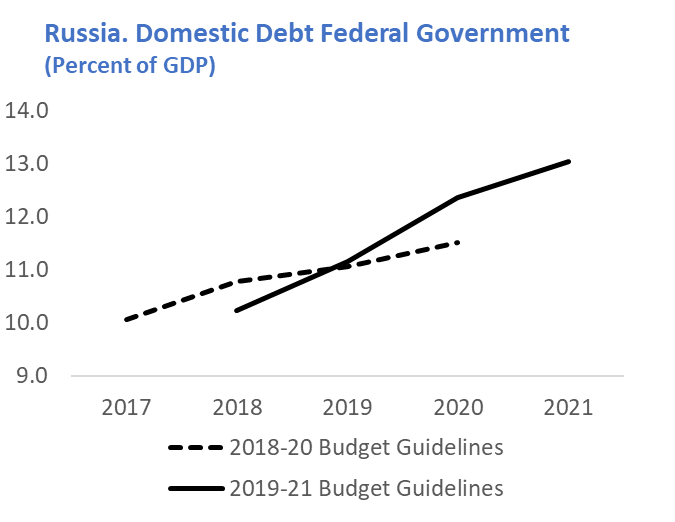 Russia. Domestic Debt Federal Government
(Percent of GDP)
14.0
13.0
12.0
11.0
10.0
9.0
2017 2018 2019 2020 2021
2018-20 Budget Guidelines
2019-21 Budget Guidelines